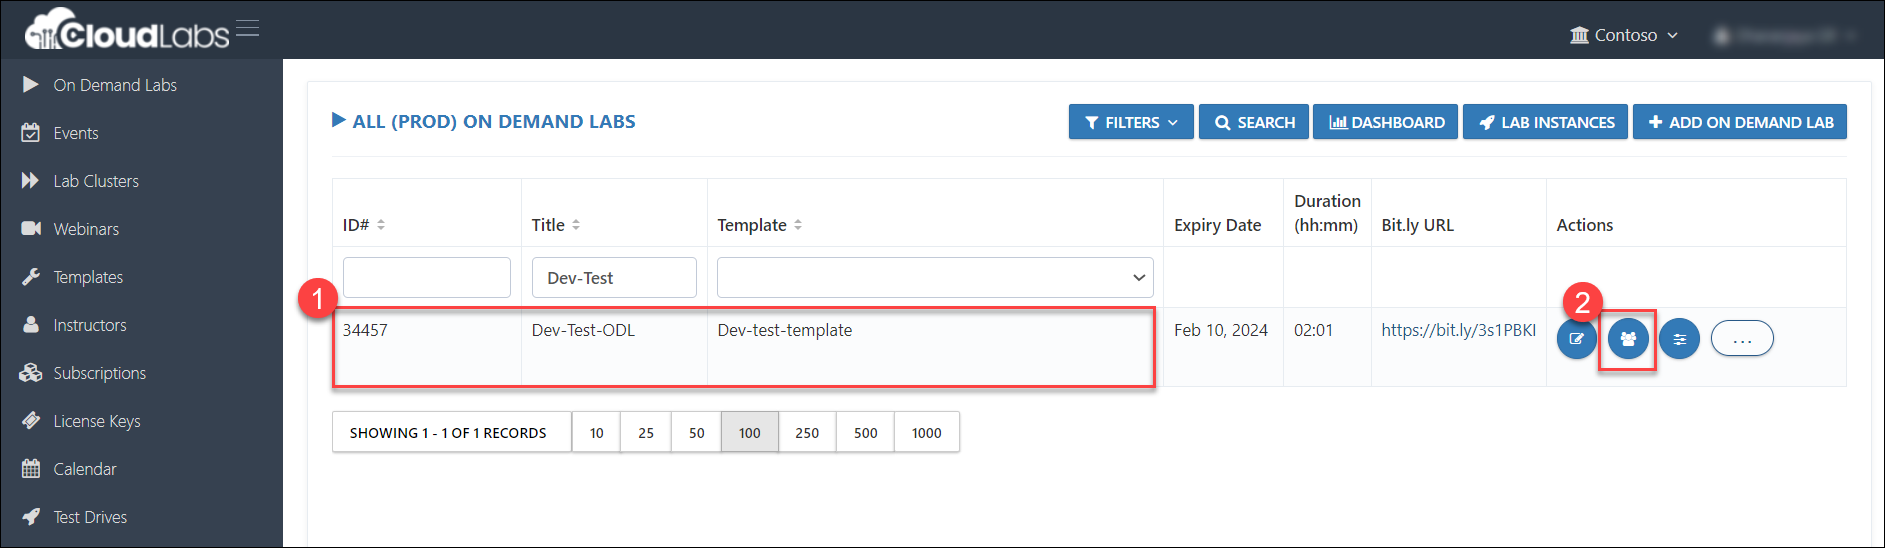 CloudLabs
Contoso
On Demand Labs
Events
Lab Clusters
Webinars
Templates
Instructors
Subscriptions
License Keys
Calendar
Test Drives
ALL (PROD) ON DEMAND LABS
FILTERS
SEARCH
DASHBOARD
LAB INSTANCES
+ ADD ON DEMAND LAB
ID# Title Template Expiry Date Duration (hh:mm) Bit.ly URL Actions
Dev-Test
1
2
34457 Dev-Test-ODL Dev-test-template Feb 10, 2024 02:01 https://bit.ly/3s1PBKI ...
SHOWING 1 - 1 OF 1 RECORDS 10 25 50 100 250 500 1000